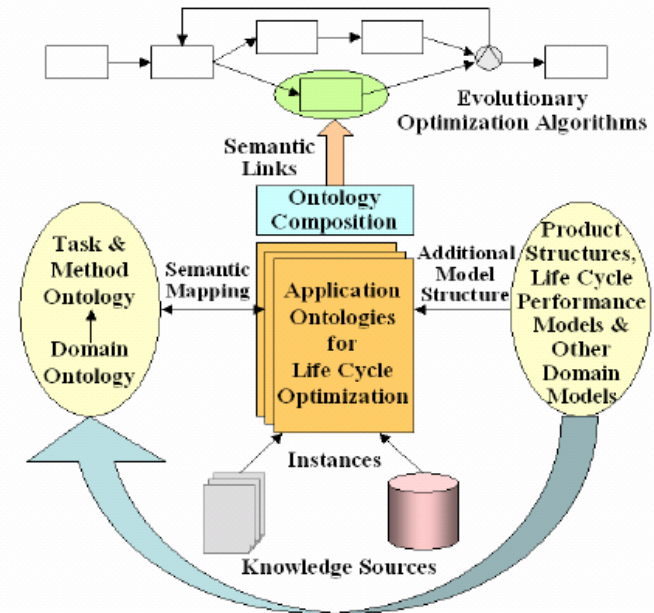 Evolutionary
Optimization Algorithms
Semantic
Links
Ontology
Composition
Task &
Method
Ontology
Domain
Ontology
Semantic
Mapping
Application
Ontologies
for
Life Cycle
Optimization
Additional
Model
Structure
Product
Structures,
Life Cycle
Performance
Models &
Other
Domain
Models
Instances
Knowledge Sources